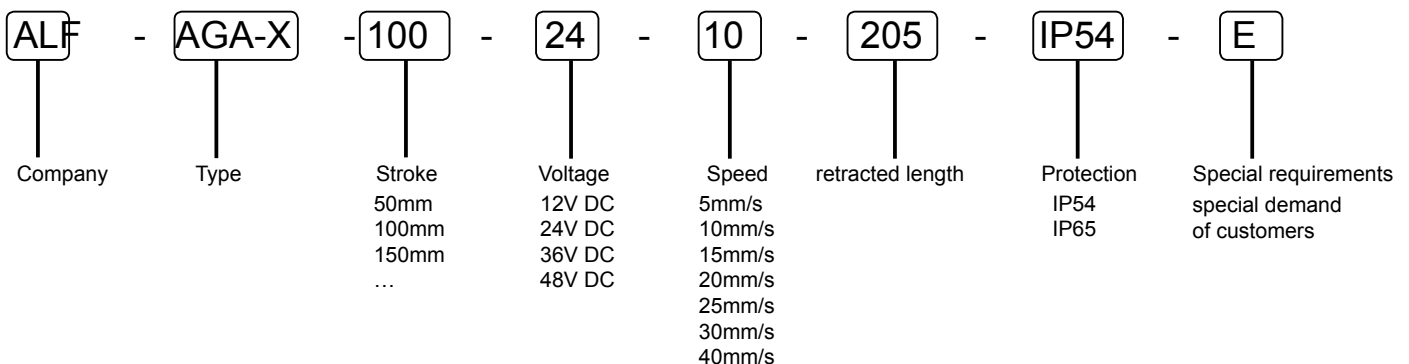 ALF - AGA-X - 100 - 24 - 10 - 205 - IP54 - E
Company Type Stroke Voltage Speed retracted length Protection Special requirements
50mm 12V DC 5mm/s IP54 special demand
100mm 24V DC 10mm/s IP65 of customers
150mm 36V DC 15mm/s
… 48V DC 20mm/s
25mm/s
30mm/s
40mm/s